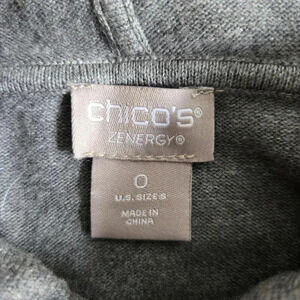 chico's®
ZENERGY®
0
U.S. SIZE S
MADE IN
CHINA